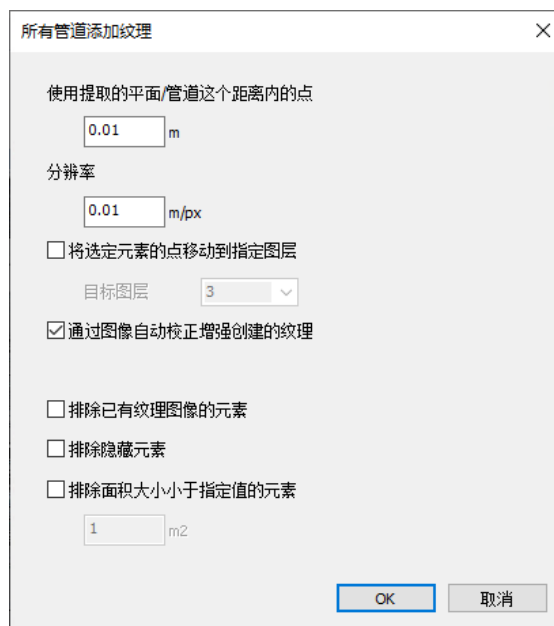 所有管道添加纹理
使用提取的平面/管道这个距离内的点
0.01 m
分辨率
0.01 m/px
将选定元素的点移动到指定图层
目标图层 3
通过图像自动校正增强创建的纹理
排除已有纹理图像的元素
排除隐藏元素
排除面积大小小于指定值的元素
1 m2
OK 取消